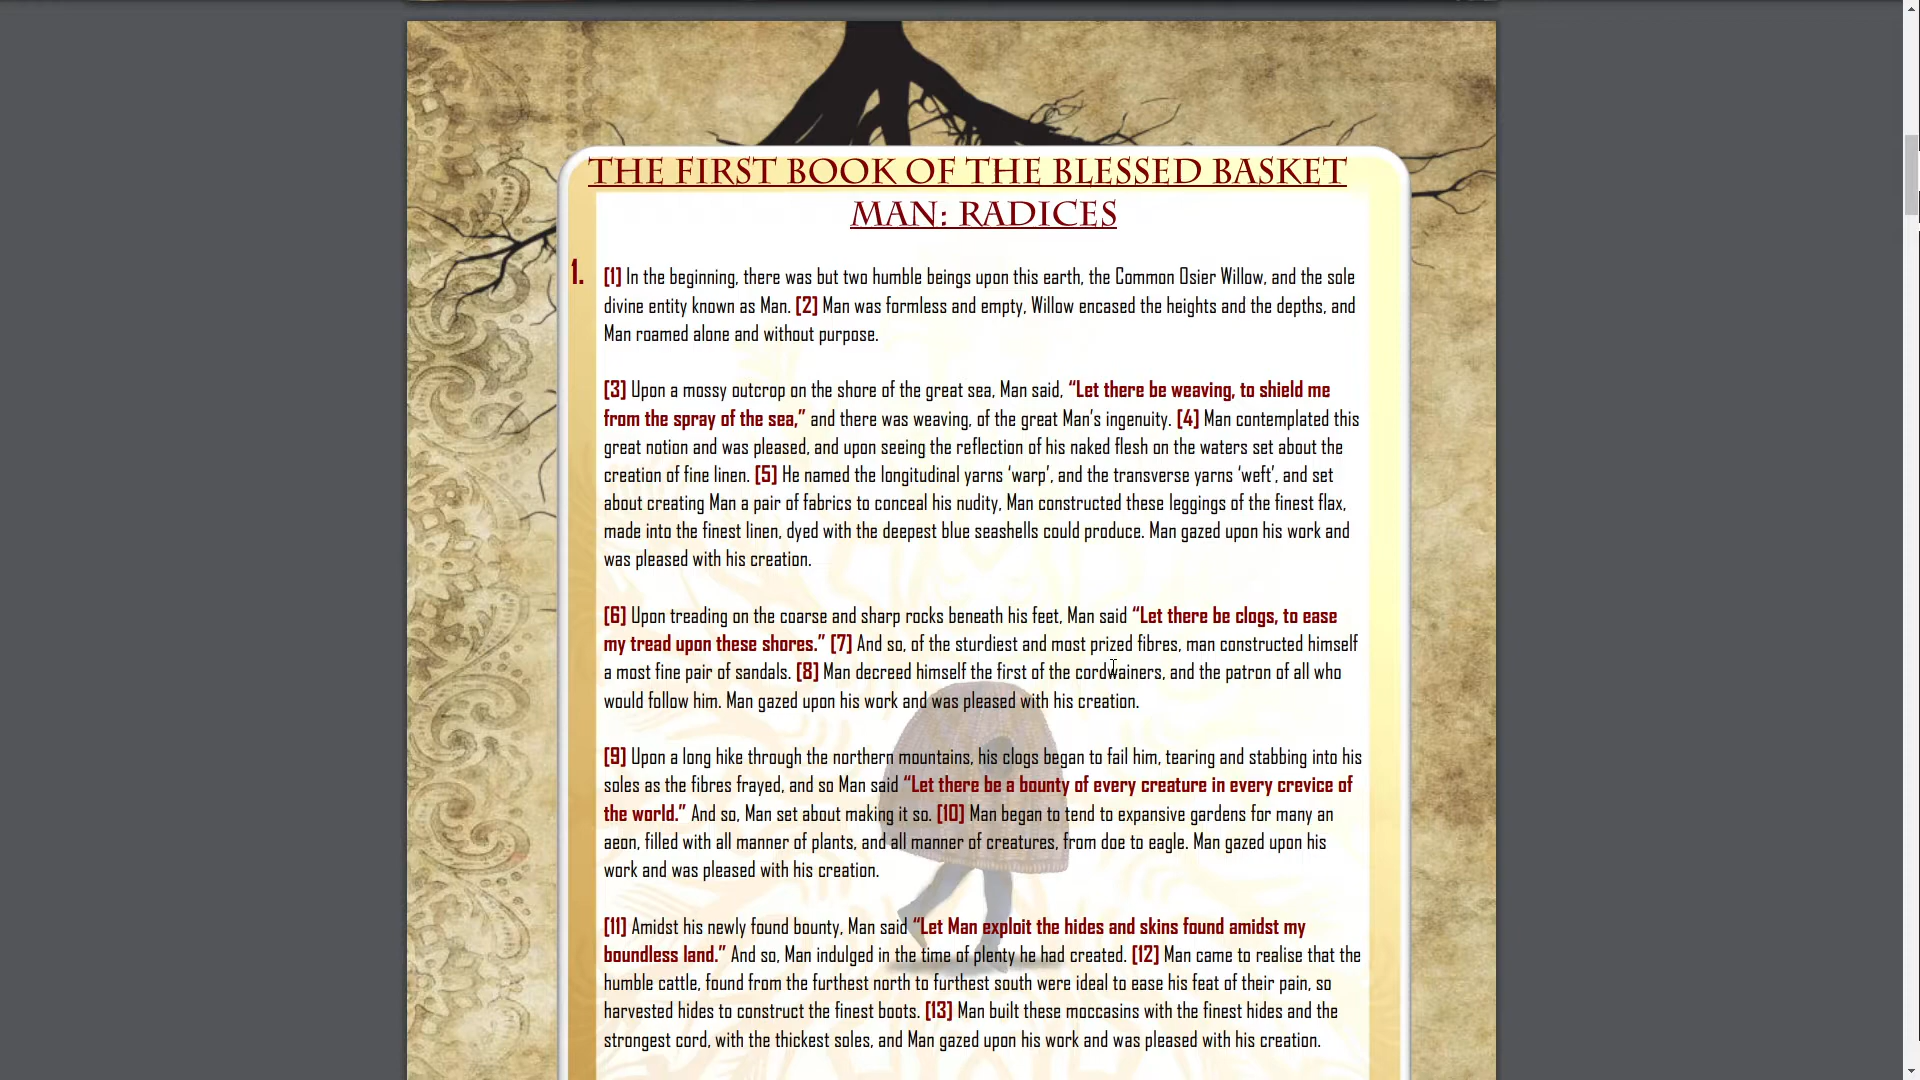 THE FIRST BOOK OF THE BLESSED BASKET
MAN: RADICES
1. [1] In the beginning, there was but two humble beings upon this earth, the Common Osier Willow, and the sole
divine entity known as Man. [2] Man was formless and empty, Willow encased the heights and the depths, and
Man roamed alone and without purpose.
[3] Upon a mossy outcrop on the shore of the great sea, Man said, “Let there be weaving, to shield me
from the spray of the sea,” and there was weaving, of the great Man’s ingenuity. [4] Man contemplated this
great notion and was pleased, and upon seeing the reflection of his naked flesh on the waters set about the
creation of fine linen. [5] He named the longitudinal yarns ‘warp’, and the transverse yarns ‘weft’, and set
about creating Man a pair of fabrics to conceal his nudity, Man constructed these leggings of the finest flax,
made into the finest linen, dyed with the deepest blue seashells could produce. Man gazed upon his work and
was pleased with his creation.
[6] Upon treading on the coarse and sharp rocks beneath his feet, Man said “Let there be clogs, to ease
my tread upon these shores.” [7] And so, of the sturdiest and most prized fibres, man constructed himself
a most fine pair of sandals. [8] Man decreed himself the first of the cordwainers, and the patron of all who
would follow him. Man gazed upon his work and was pleased with his creation.
[9] Upon a long hike through the northern mountains, his clogs began to fail him, tearing and stabbing into his
soles as the fibres frayed, and so Man said “Let there be a bounty of every creature in every crevice of
the world.” And so, Man set about making it so. [10] Man began to tend to expansive gardens for many an
aeon, filled with all manner of plants, and all manner of creatures, from doe to eagle. Man gazed upon his
work and was pleased with his creation.
[11] Amidst his newly found bounty, Man said “Let Man exploit the hides and skins found amidst my
boundless land.” And so, Man indulged in the time of plenty he had created. [12] Man came to realise that the
humble cattle, found from the furthest north to furthest south were ideal to ease his feat of their pain, so
harvested hides to construct the finest boots. [13] Man built these moccasins with the finest hides and the
strongest cord, with the thickest soles, and Man gazed upon his work and was pleased with his creation.